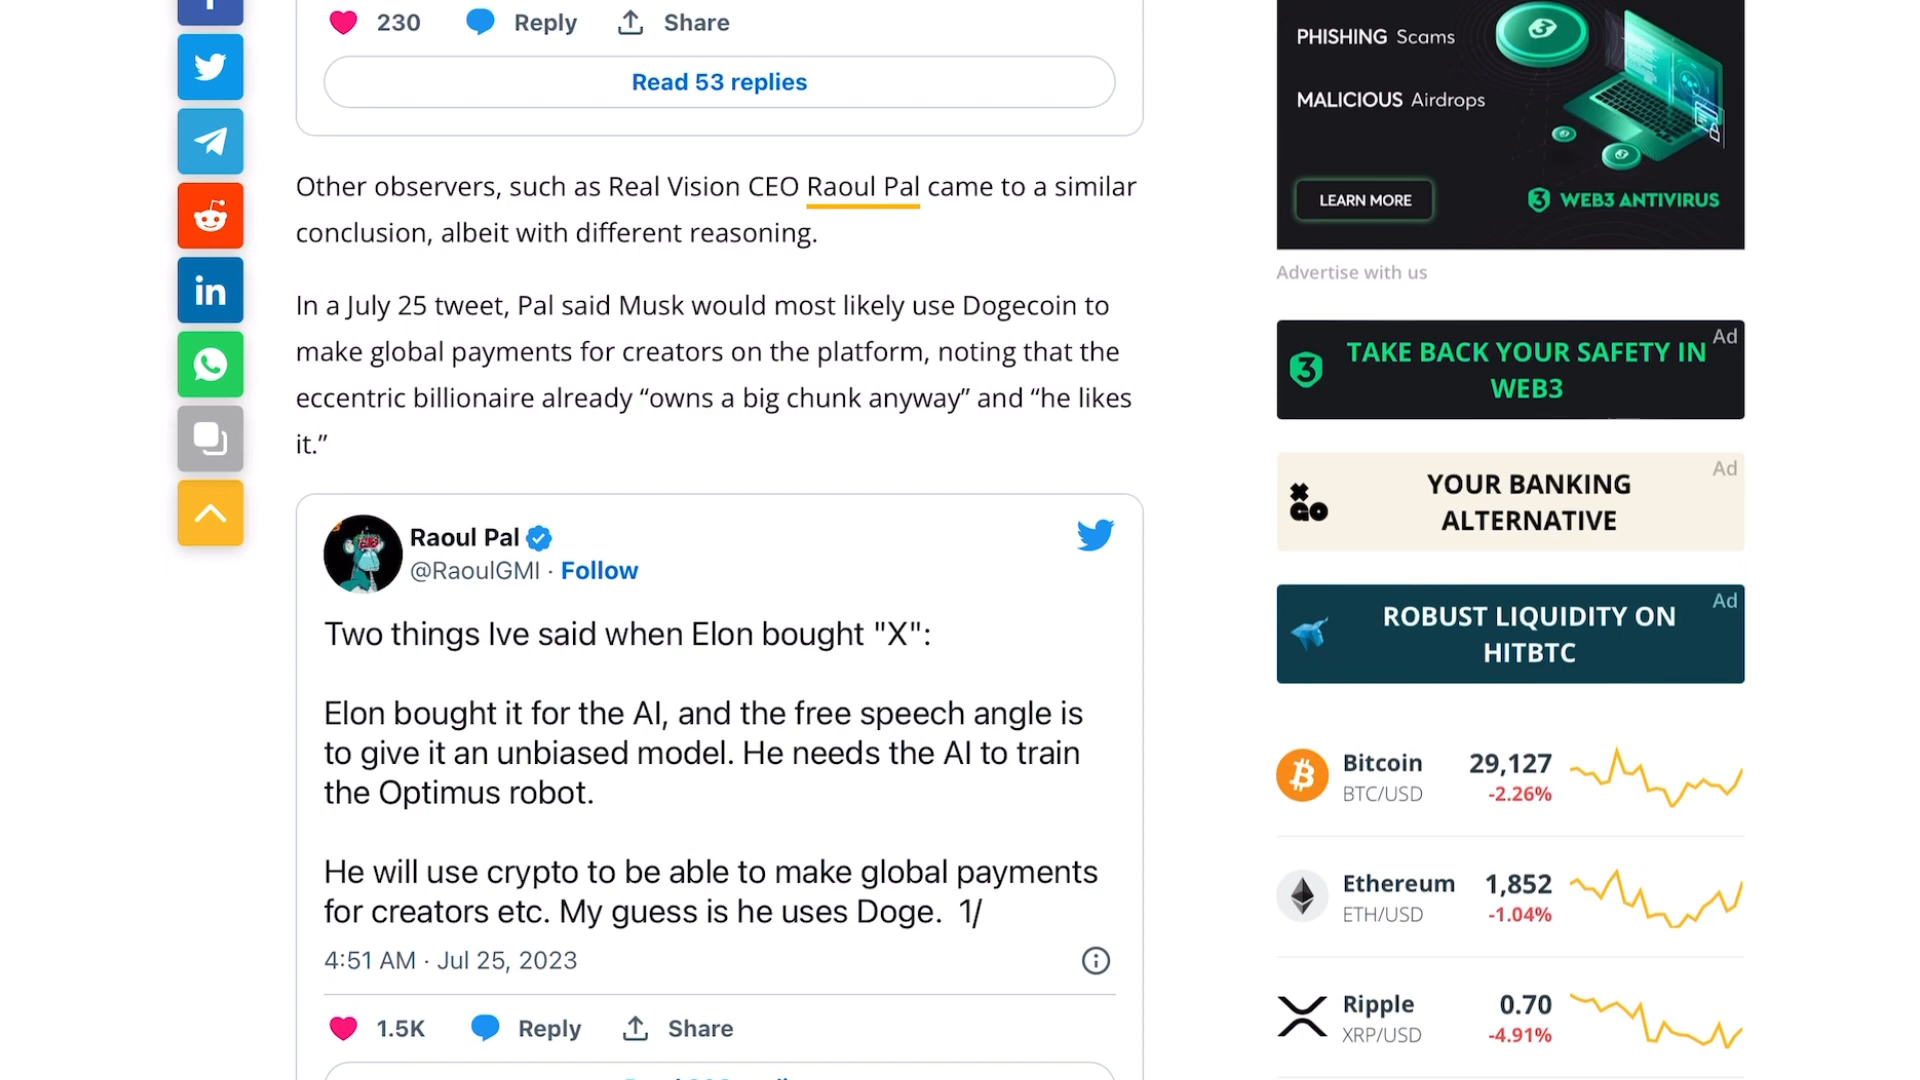 230 Reply Share
Read 53 replies
Other observers, such as Real Vision CEO Raoul Pal came to a similar
conclusion, albeit with different reasoning.
In a July 25 tweet, Pal said Musk would most likely use Dogecoin to
make global payments for creators on the platform, noting that the
eccentric billionaire already “owns a big chunk anyway” and “he likes
it.”
Raoul Pal
@RaoulGMI · Follow
Two things Ive said when Elon bought "X":
Elon bought it for the AI, and the free speech angle is
to give it an unbiased model. He needs the AI to train
the Optimus robot.
He will use crypto to be able to make global payments
for creators etc. My guess is he uses Doge. 1/
4:51 AM · Jul 25, 2023
1.5K Reply Share
PHISHING Scams
MALICIOUS Airdrops
LEARN MORE
WEB3 ANTIVIRUS
Advertise with us
Ad
TAKE BACK YOUR SAFETY IN
WEB3
Ad
YOUR BANKING
ALTERNATIVE
Ad
ROBUST LIQUIDITY ON
HITBTC
Bitcoin 29,127
BTC/USD -2.26%
Ethereum 1,852
ETH/USD -1.04%
Ripple 0.70
XRP/USD -4.91%